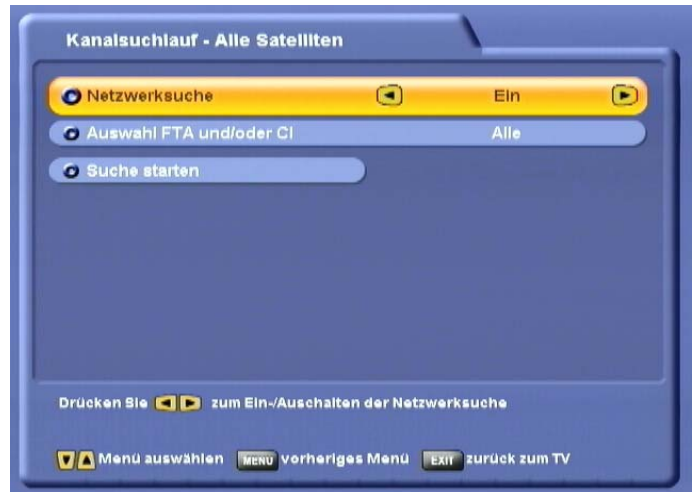 Kanalsuchlauf - Alle Satelliten
Netzwerksuche Ein
Auswahl FTA und/oder CI Alle
Suche starten
Drücken Sie zum Ein-/Auschalten der Netzwerksuche
Menü auswählen MENU vorheriges Menü EXIT zurück zum TV